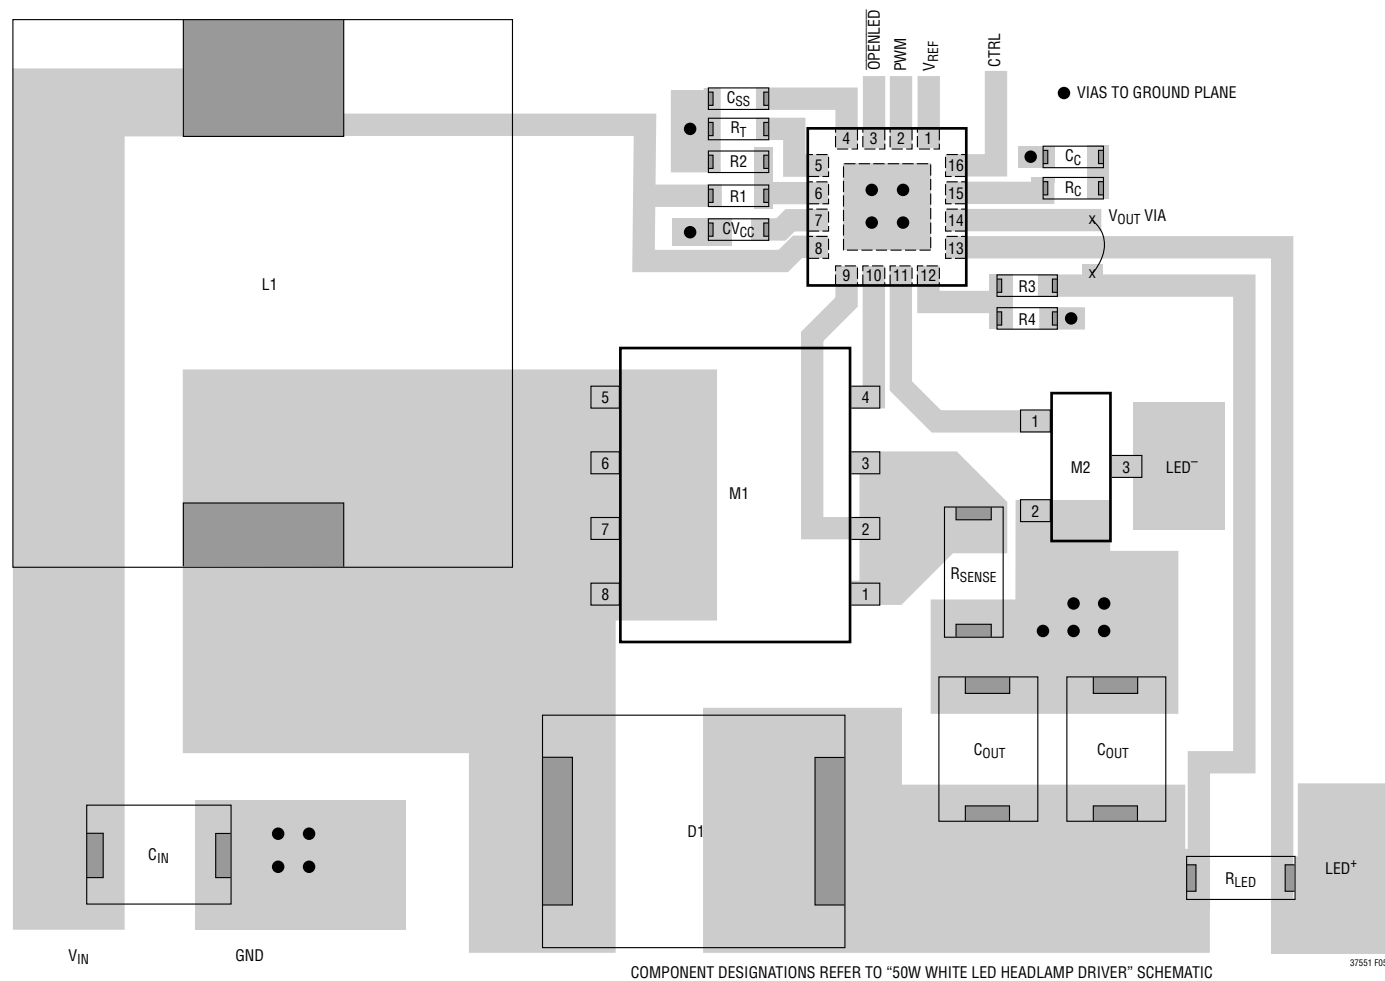 OPENLED
PWM
VREF
CTRL
VIAS TO GROUND PLANE
CSS
RT
R2
R1
CVCC
4 3 2 1
5
6
7
8
16
15
14
13
9 10 11 12
CC
RC
VOUT VIA
x
x
R3
R4
L1
5
6
7
8
M1
4
3
2
1
1
2
M2
3
LED–
RSENSE
COUT
COUT
D1
CIN
RLED
LED+
VIN
GND
COMPONENT DESIGNATIONS REFER TO “50W WHITE LED HEADLAMP DRIVER” SCHEMATIC